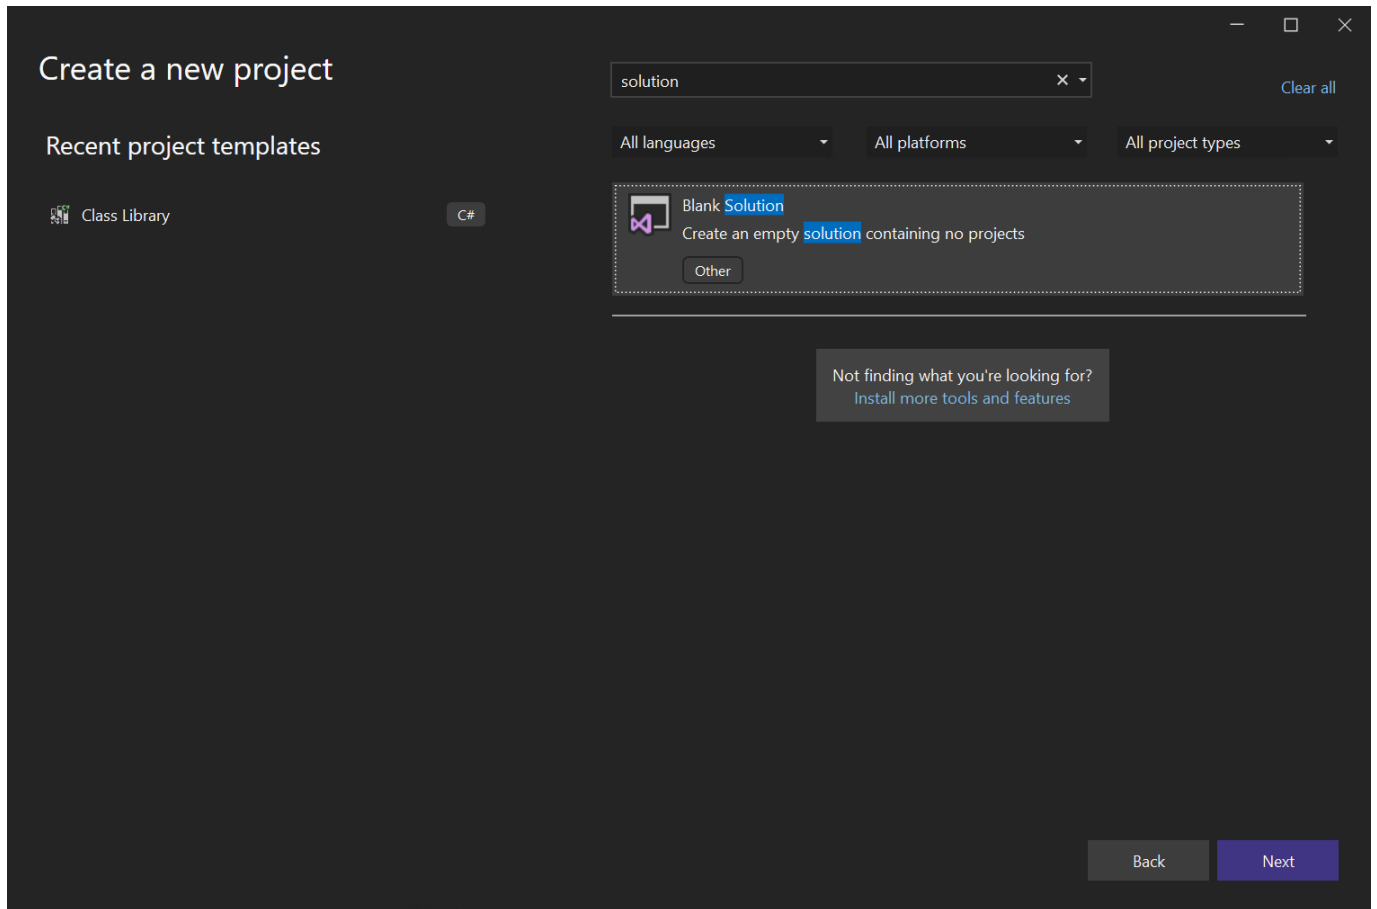 Create a new project
solution
Clear all
Recent project templates
All languages
All platforms
All project types
Class Library
C#
Blank Solution
Create an empty solution containing no projects
Other
Not finding what you're looking for?
Install more tools and features
Back
Next